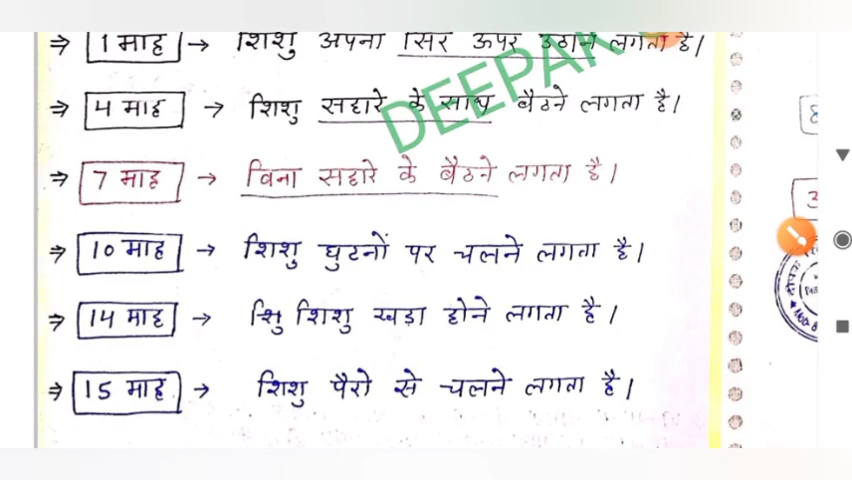 ⇒ 1 माह → शिशु अपना सिर ऊपर उठाने लगता है।
⇒ 4 माह → शिशु सहारे के साथ बैठने लगता है।
DEEPAK
⇒ 7 माह → बिना सहारे के बैठने लगता है।
⇒ 10 माह → शिशु घुटनों पर चलने लगता है।
⇒ 14 माह → शिशु खड़ा होने लगता है।
⇒ 15 माह → शिशु पैरो से चलने लगता है।